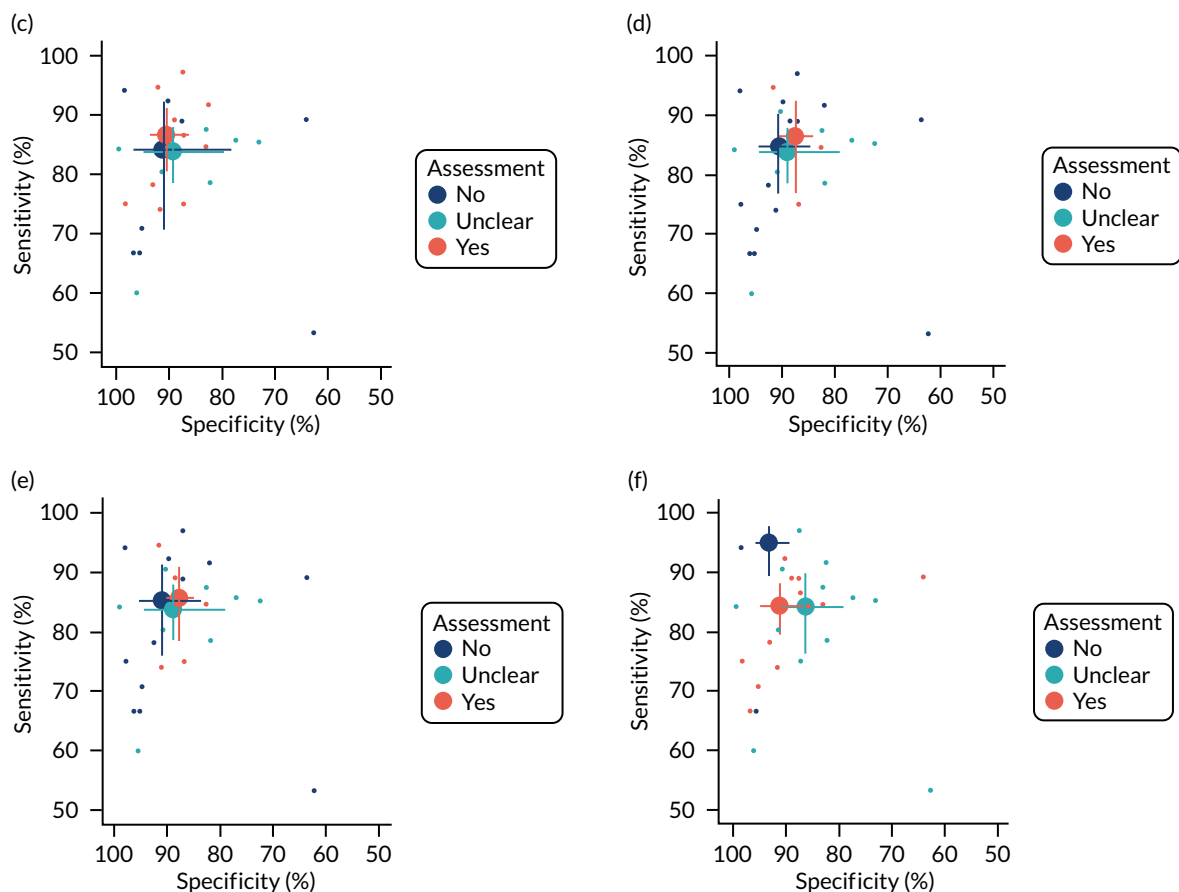 (c)
100
90
80
70
60
50
Sensitivity (%)
100 90 80 70 60 50
Specificity (%)
Assessment
No
Unclear
Yes
(d)
100
90
80
70
60
50
Sensitivity (%)
100 90 80 70 60 50
Specificity (%)
Assessment
No
Unclear
Yes
(e)
100
90
80
70
60
50
Sensitivity (%)
100 90 80 70 60 50
Specificity (%)
Assessment
No
Unclear
Yes
(f)
100
90
80
70
60
50
Sensitivity (%)
100 90 80 70 60 50
Specificity (%)
Assessment
No
Unclear
Yes